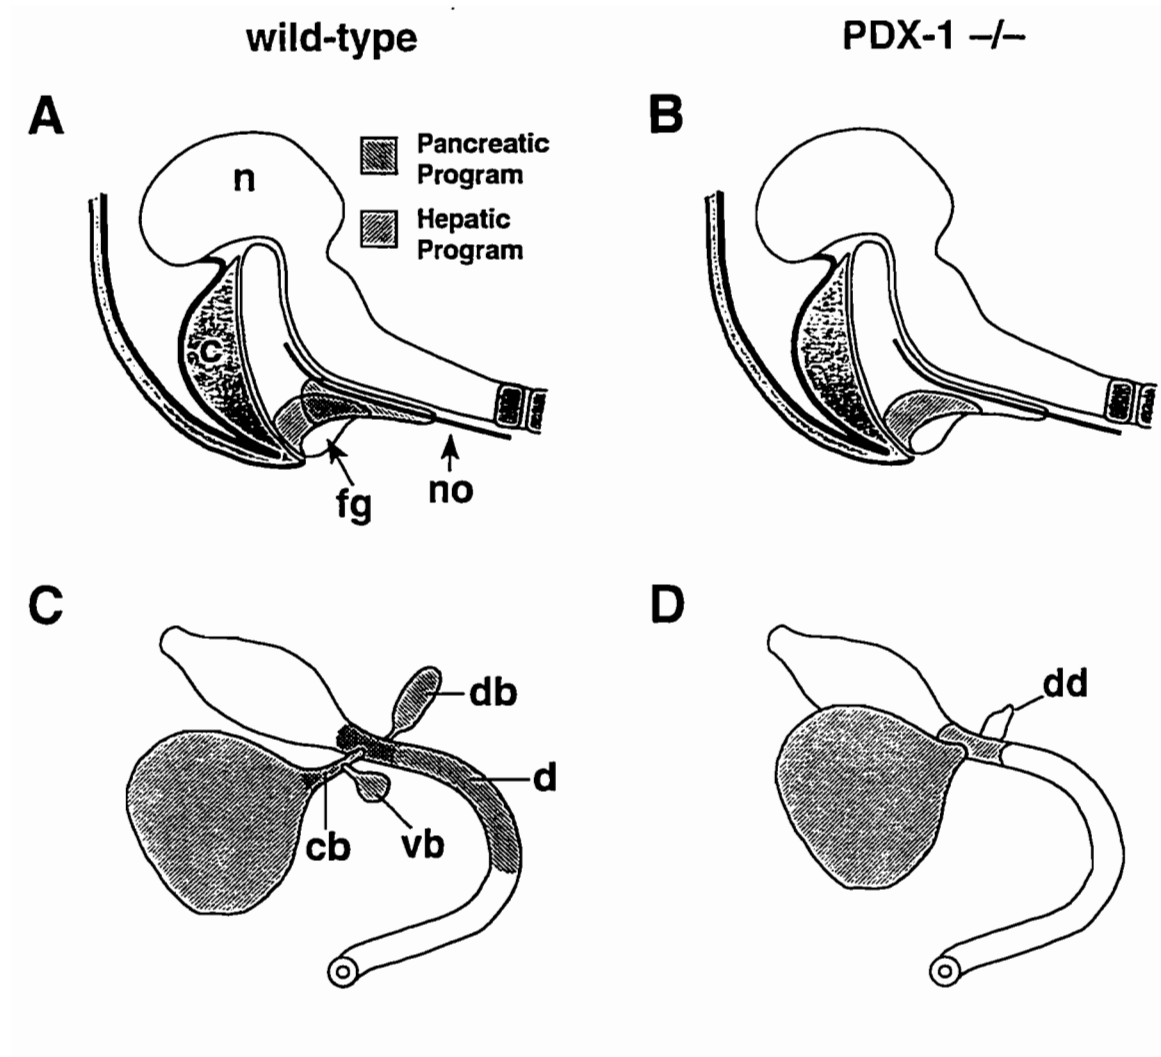 wild-type
PDX-1 –/–
A
B
n
Pancreatic
Program
Hepatic
Program
c
fg
no
C
D
db
d
cb
vb
dd